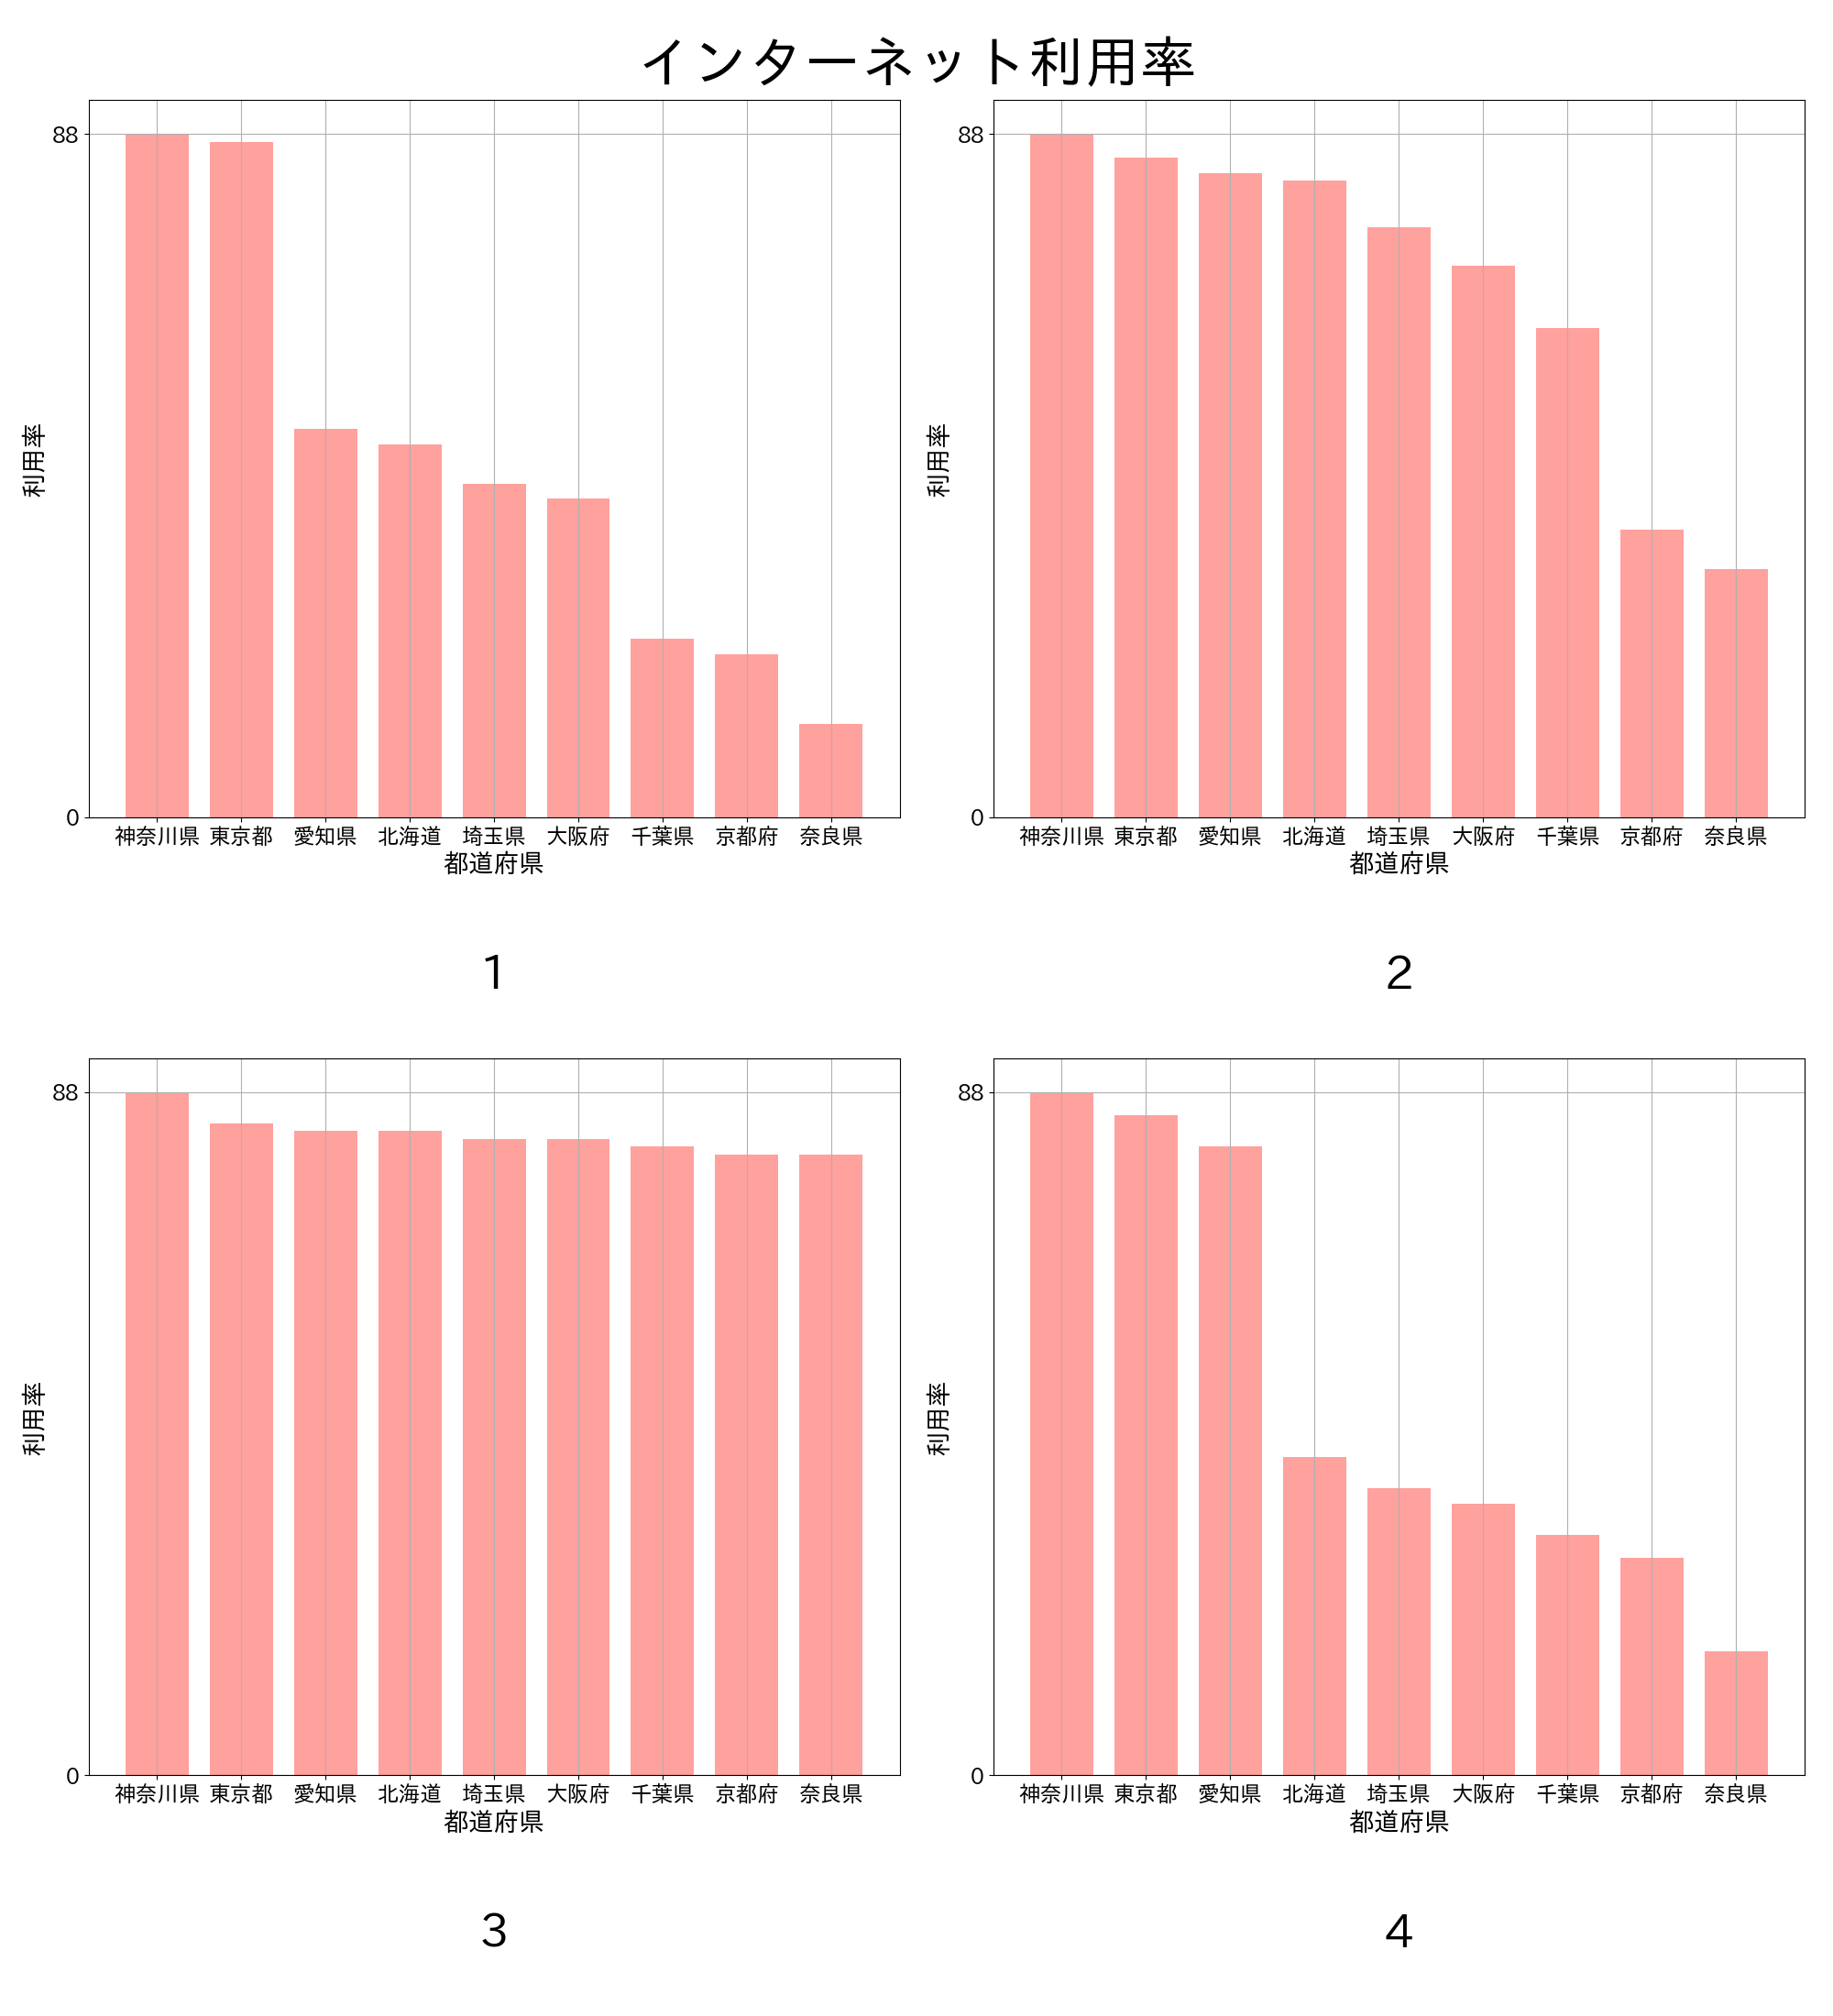 インターネット利用率
88
0
利用率
神奈川県 東京都 愛知県 北海道 埼玉県 大阪府 千葉県 京都府 奈良県
都道府県
1
88
0
利用率
神奈川県 東京都 愛知県 北海道 埼玉県 大阪府 千葉県 京都府 奈良県
都道府県
2
88
0
利用率
神奈川県 東京都 愛知県 北海道 埼玉県 大阪府 千葉県 京都府 奈良県
都道府県
3
88
0
利用率
神奈川県 東京都 愛知県 北海道 埼玉県 大阪府 千葉県 京都府 奈良県
都道府県
4